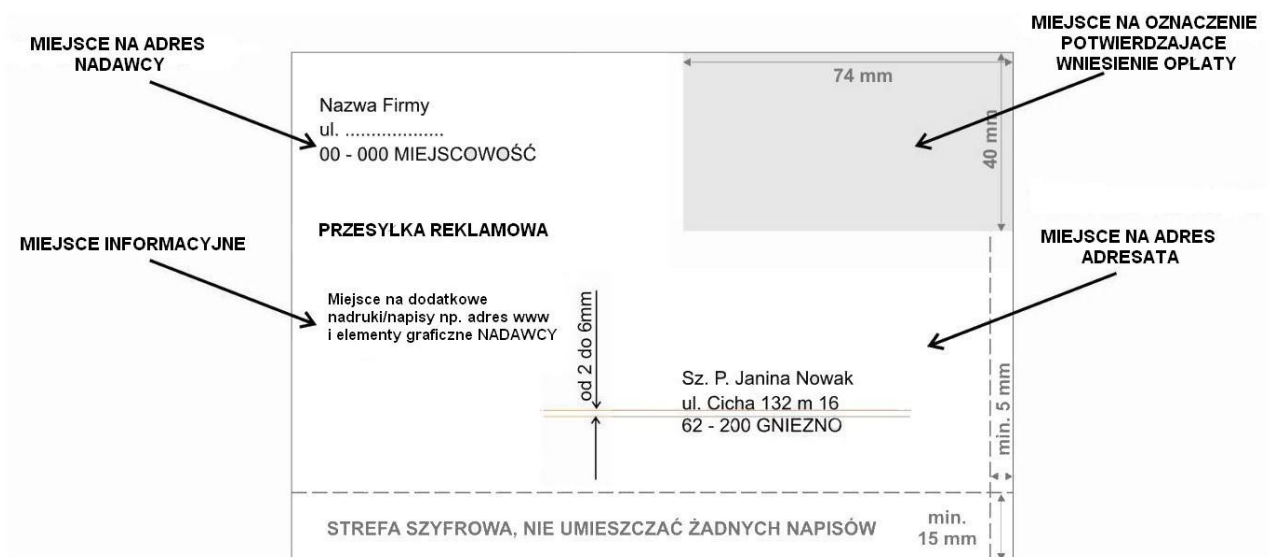 MIEJSCE NA ADRES
NADAWCY
MIEJSCE NA OZNACZENIE
POTWIERDZAJACE
WNIESIENIE OPŁATY
74 mm
40 mm
Nazwa Firmy
ul. ...................
00 - 000 MIEJSCOWOŚĆ
PRZESYLKA REKLAMOWA
MIEJSCE INFORMACYJNE
MIEJSCE NA ADRES
ADRESATA
Miejsce na dodatkowe
nadruki/napisy np. adres www
i elementy graficzne NADAWCY
od 2 do 6mm
Sz. P. Janina Nowak
ul. Cicha 132 m 16
62 - 200 GNIEZNO
min. 5 mm
STREFA SZYFROWA, NIE UMIESZCZAĆ ŻADNYCH NAPISÓW
min.
15 mm